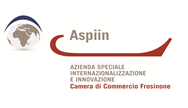 Aspiin
AZIENDA SPECIALE
INTERNAZIONALIZZAZIONE
E INNOVAZIONE
Camera di Commercio Frosinone